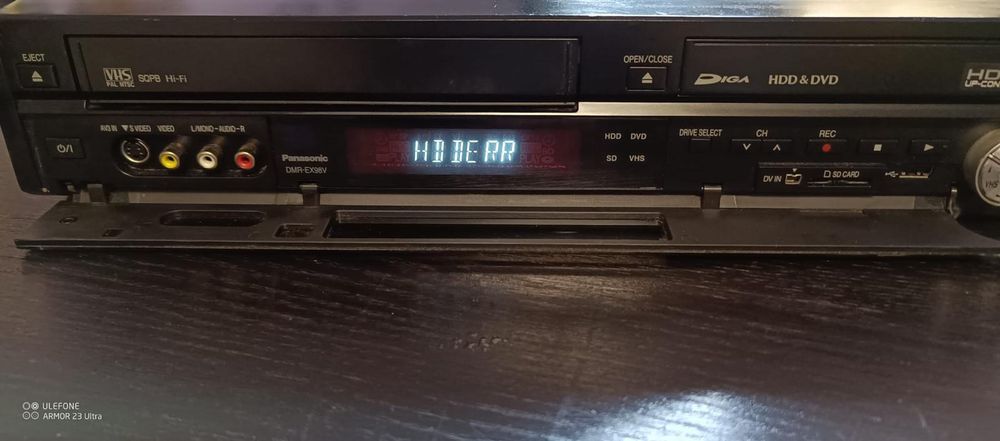 EJECT
VHS
PAL NTSC
SQPB Hi-Fi
OPEN/CLOSE
DIGA
HDD & DVD
HD
UP-CON
⏻/I
AV3 IN ▼ S VIDEO VIDEO L/MONO-AUDIO-R
Panasonic
DMR-EX98V
HDDERR
HDD DVD
SD VHS
DRIVE SELECT
CH
REC
DV IN
SD CARD
VHS
ULEFONE
ARMOR 23 Ultra